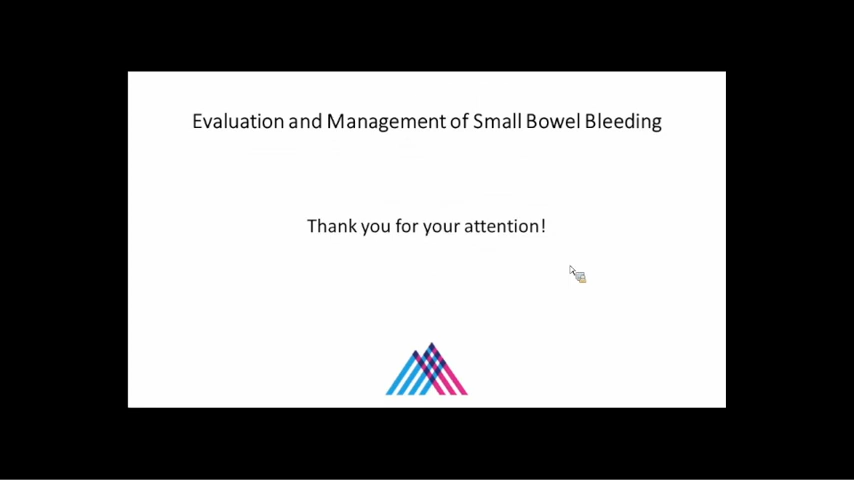 Evaluation and Management of Small Bowel Bleeding
Thank you for your attention!